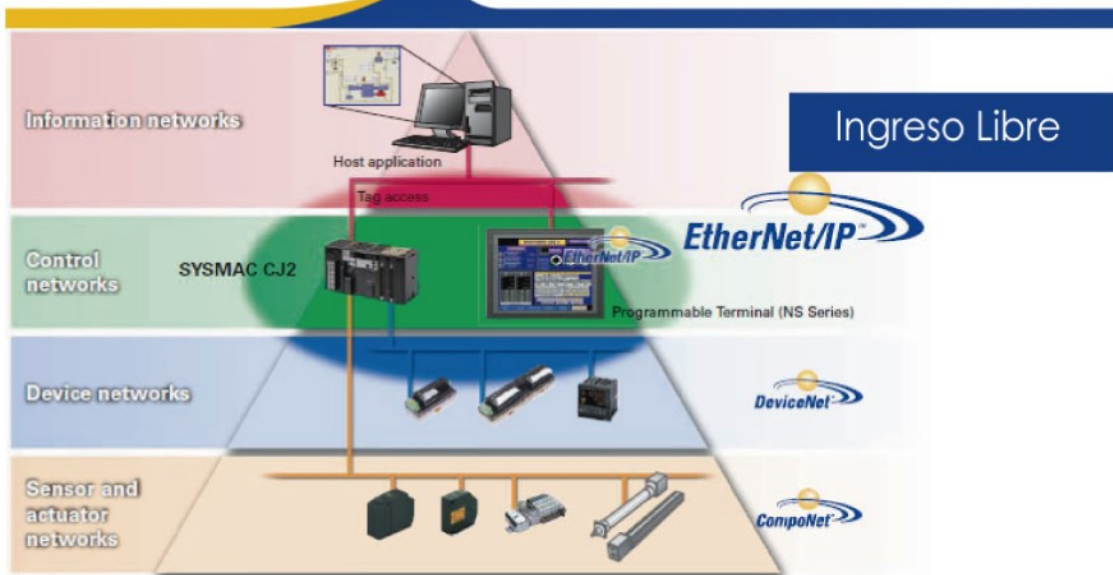 Information networks
Host application
Ingreso Libre
Tag access
EtherNet/IP™
Control
networks
SYSMAC CJ2
EtherNet/IP
Programmable Terminal (NS Series)
Device networks
DeviceNet
Sensor and
actuator
networks
CompoNet